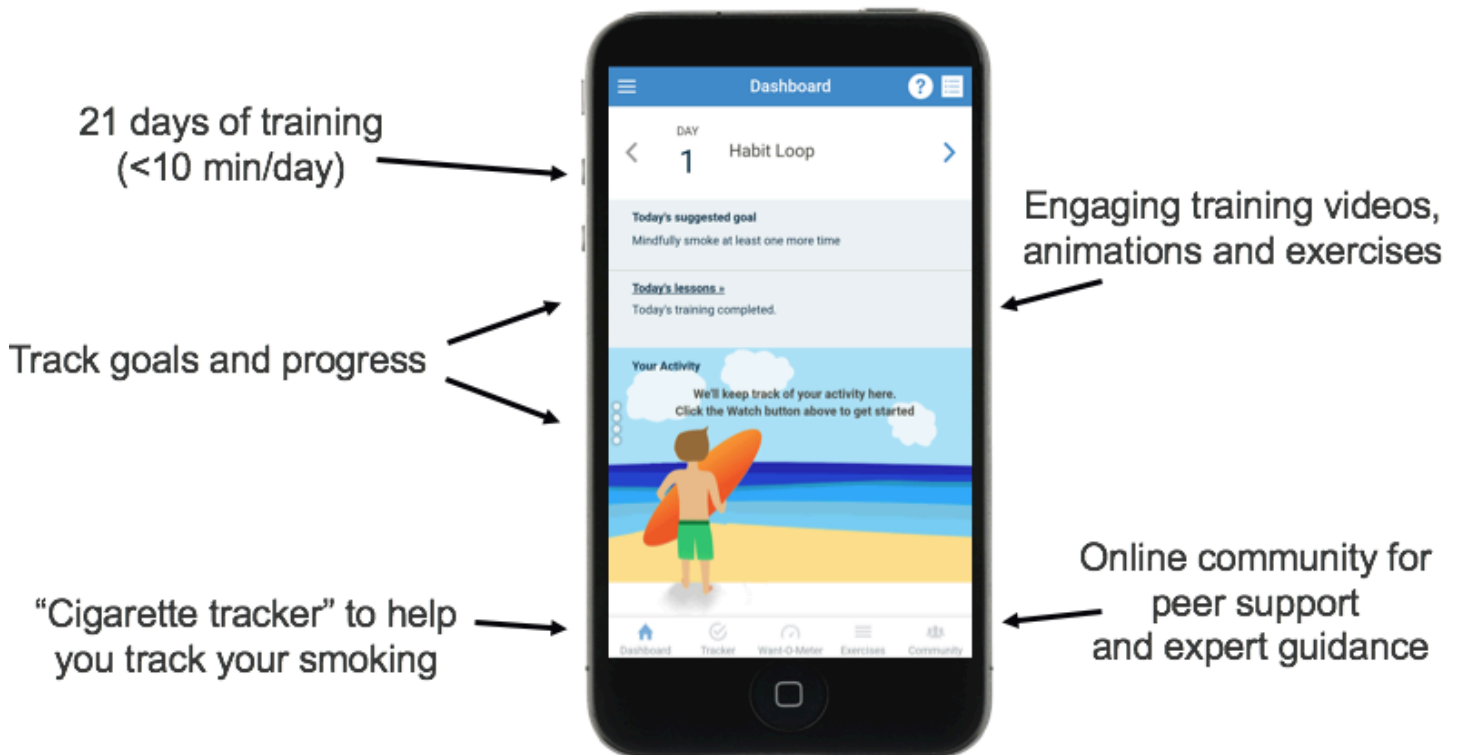 21 days of training
(<10 min/day)
Track goals and progress
“Cigarette tracker” to help
you track your smoking
Dashboard
?
DAY
1
Habit Loop
Today's suggested goal
Mindfully smoke at least one more time
Today's lessons »
Today's training completed.
Your Activity
We'll keep track of your activity here.
Click the Watch button above to get started
Dashboard
Tracker
Want-O-Meter
Exercises
Community
Engaging training videos,
animations and exercises
Online community for
peer support
and expert guidance